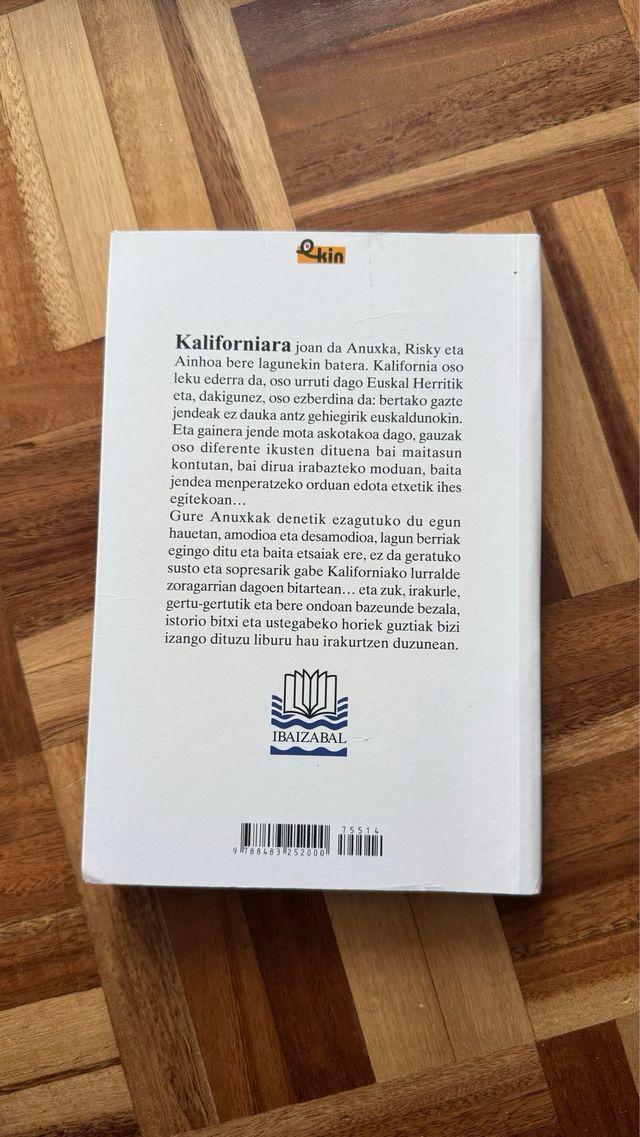 ekin
Kaliforniara joan da Anuxka, Risky eta
Ainhoa bere lagunekin batera. Kalifornia oso
leku ederra da, oso urruti dago Euskal Herritik
eta, dakigunez, oso ezberdina da: bertako gazte
jendeak ez dauka antz gehiegirik euskaldunokin.
Eta gainera jende mota askotakoa dago, gauzak
oso diferente ikusten dituena bai maitasun
kontutan, bai dirua irabazteko moduan, baita
jendea menperatzeko orduan edota etxetik ihes
egitekoan…
Gure Anuxkak denetik ezagutuko du egun
hauetan, amodioa eta desamodioa, lagun berriak
egingo ditu eta baita etsaiak ere, ez da geratuko
susto eta sopresarik gabe Kaliforniako lurralde
zoragarrian dagoen bitartean… eta zuk, irakurle,
gertu-gertutik eta bere ondoan bazeunde bezala,
istorio bitxi eta ustegabeko horiek guztiak bizi
izango dituzu liburu hau irakurtzen duzunean.
IBAIZABAL
75514
9 788483 252000